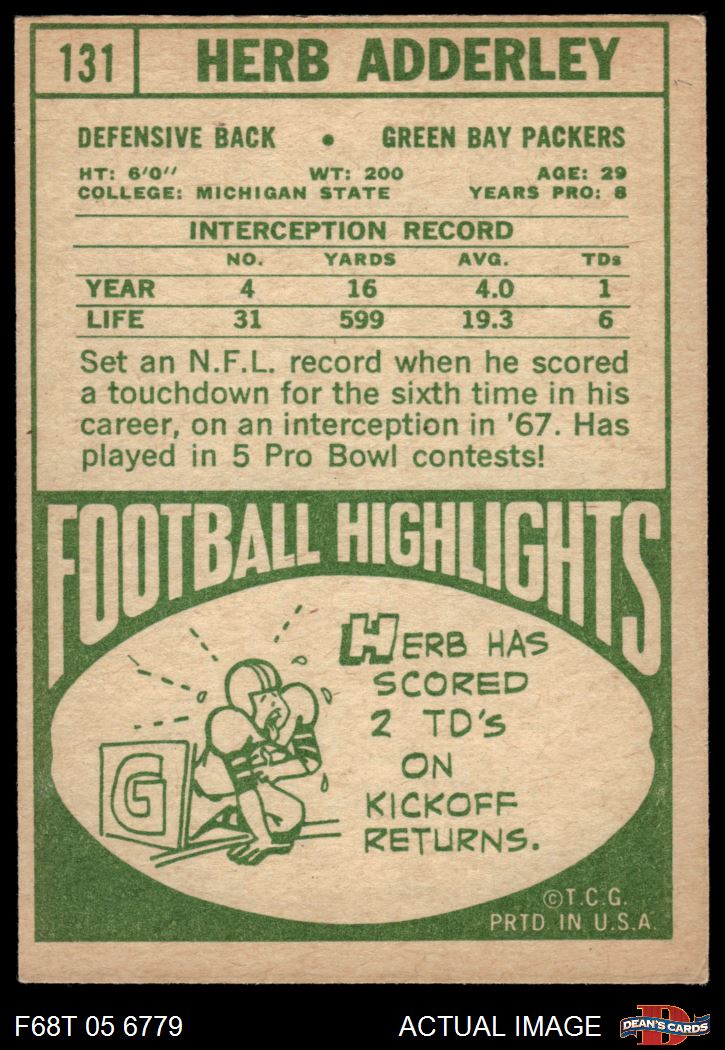 131 HERB ADDERLEY
DEFENSIVE BACK • GREEN BAY PACKERS
HT: 6'0" WT: 200 AGE: 29
COLLEGE: MICHIGAN STATE YEARS PRO: 8
INTERCEPTION RECORD
NO. YARDS AVG. TDs
YEAR 4 16 4.0 1
LIFE 31 599 19.3 6
Set an N.F.L. record when he scored
a touchdown for the sixth time in his
career, on an interception in '67. Has
played in 5 Pro Bowl contests!
FOOTBALL HIGHLIGHTS
HERB HAS
SCORED
2 TD'S
ON
KICKOFF
RETURNS.
G
©T.C.G.
PRTD. IN U.S.A.
F68T 05 6779 ACTUAL IMAGE D DEAN'S CARDS